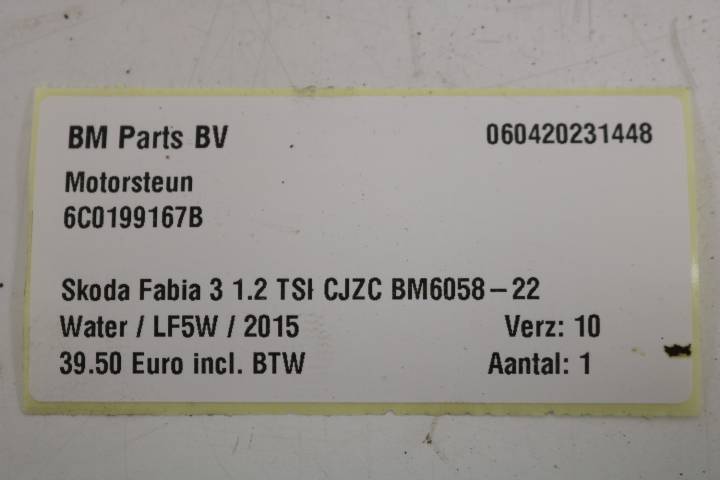 BM Parts BV 060420231448
Motorsteun
6C0199167B
Skoda Fabia 3 1.2 TSI CJZC BM6058-22
Water / LF5W / 2015 Verz: 10
39.50 Euro incl. BTW Aantal: 1